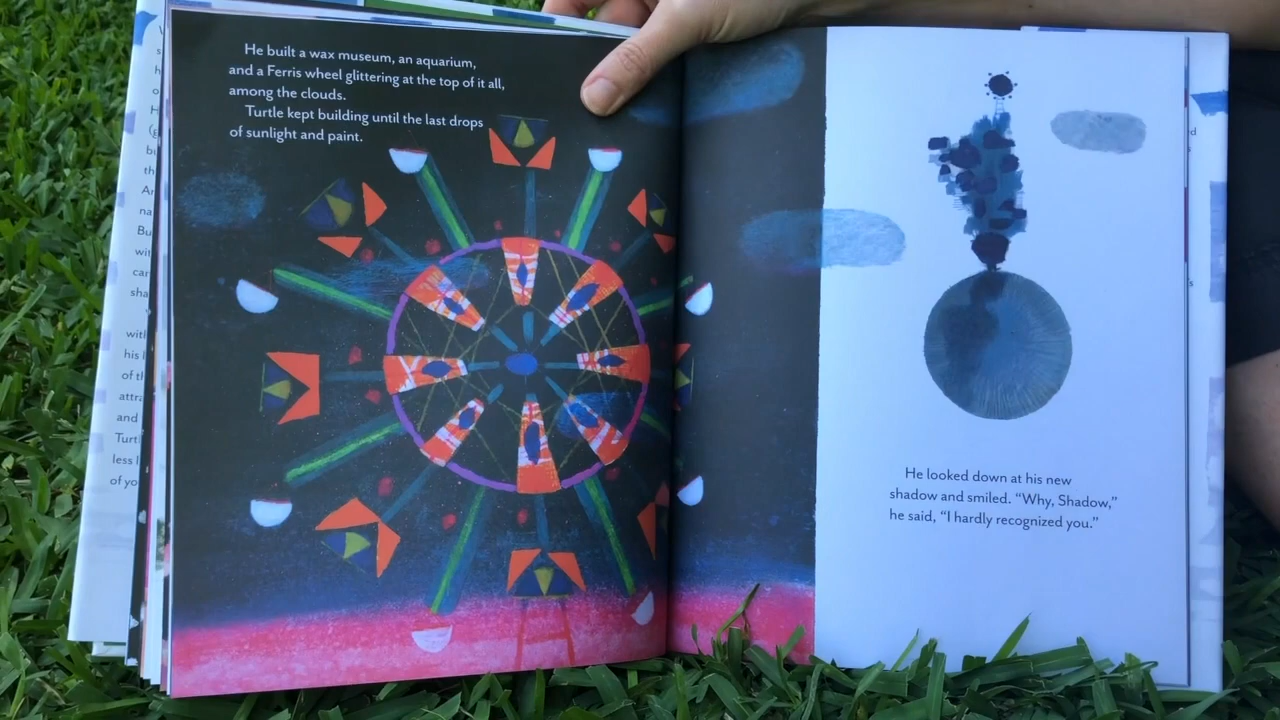 He built a wax museum, an aquarium,
and a Ferris wheel glittering at the top of it all,
among the clouds.
Turtle kept building until the last drops
of sunlight and paint.
He looked down at his new
shadow and smiled. “Why, Shadow,”
he said, “I hardly recognized you.”